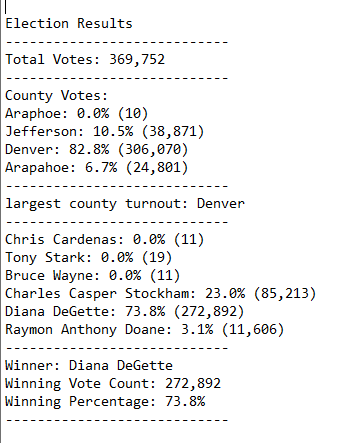 Election Results
----------------------------
Total Votes: 369,752
----------------------------
County Votes:
Araphoe: 0.0% (10)
Jefferson: 10.5% (38,871)
Denver: 82.8% (306,070)
Arapahoe: 6.7% (24,801)
----------------------------
largest county turnout: Denver
----------------------------
Chris Cardenas: 0.0% (11)
Tony Stark: 0.0% (19)
Bruce Wayne: 0.0% (11)
Charles Casper Stockham: 23.0% (85,213)
Diana DeGette: 73.8% (272,892)
Raymon Anthony Doane: 3.1% (11,606)
----------------------------
Winner: Diana DeGette
Winning Vote Count: 272,892
Winning Percentage: 73.8%
----------------------------